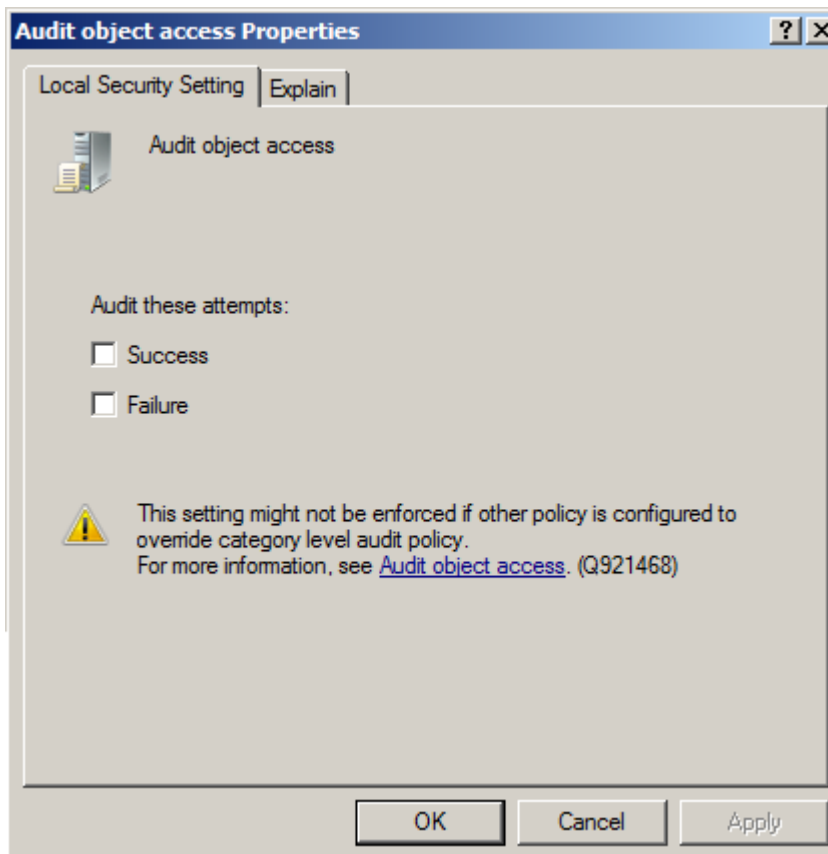 Audit object access Properties
Local Security Setting
Explain
Audit object access
Audit these attempts:
Success
Failure
This setting might not be enforced if other policy is configured to
override category level audit policy.
For more information, see Audit object access. (Q921468)
OK
Cancel
Apply